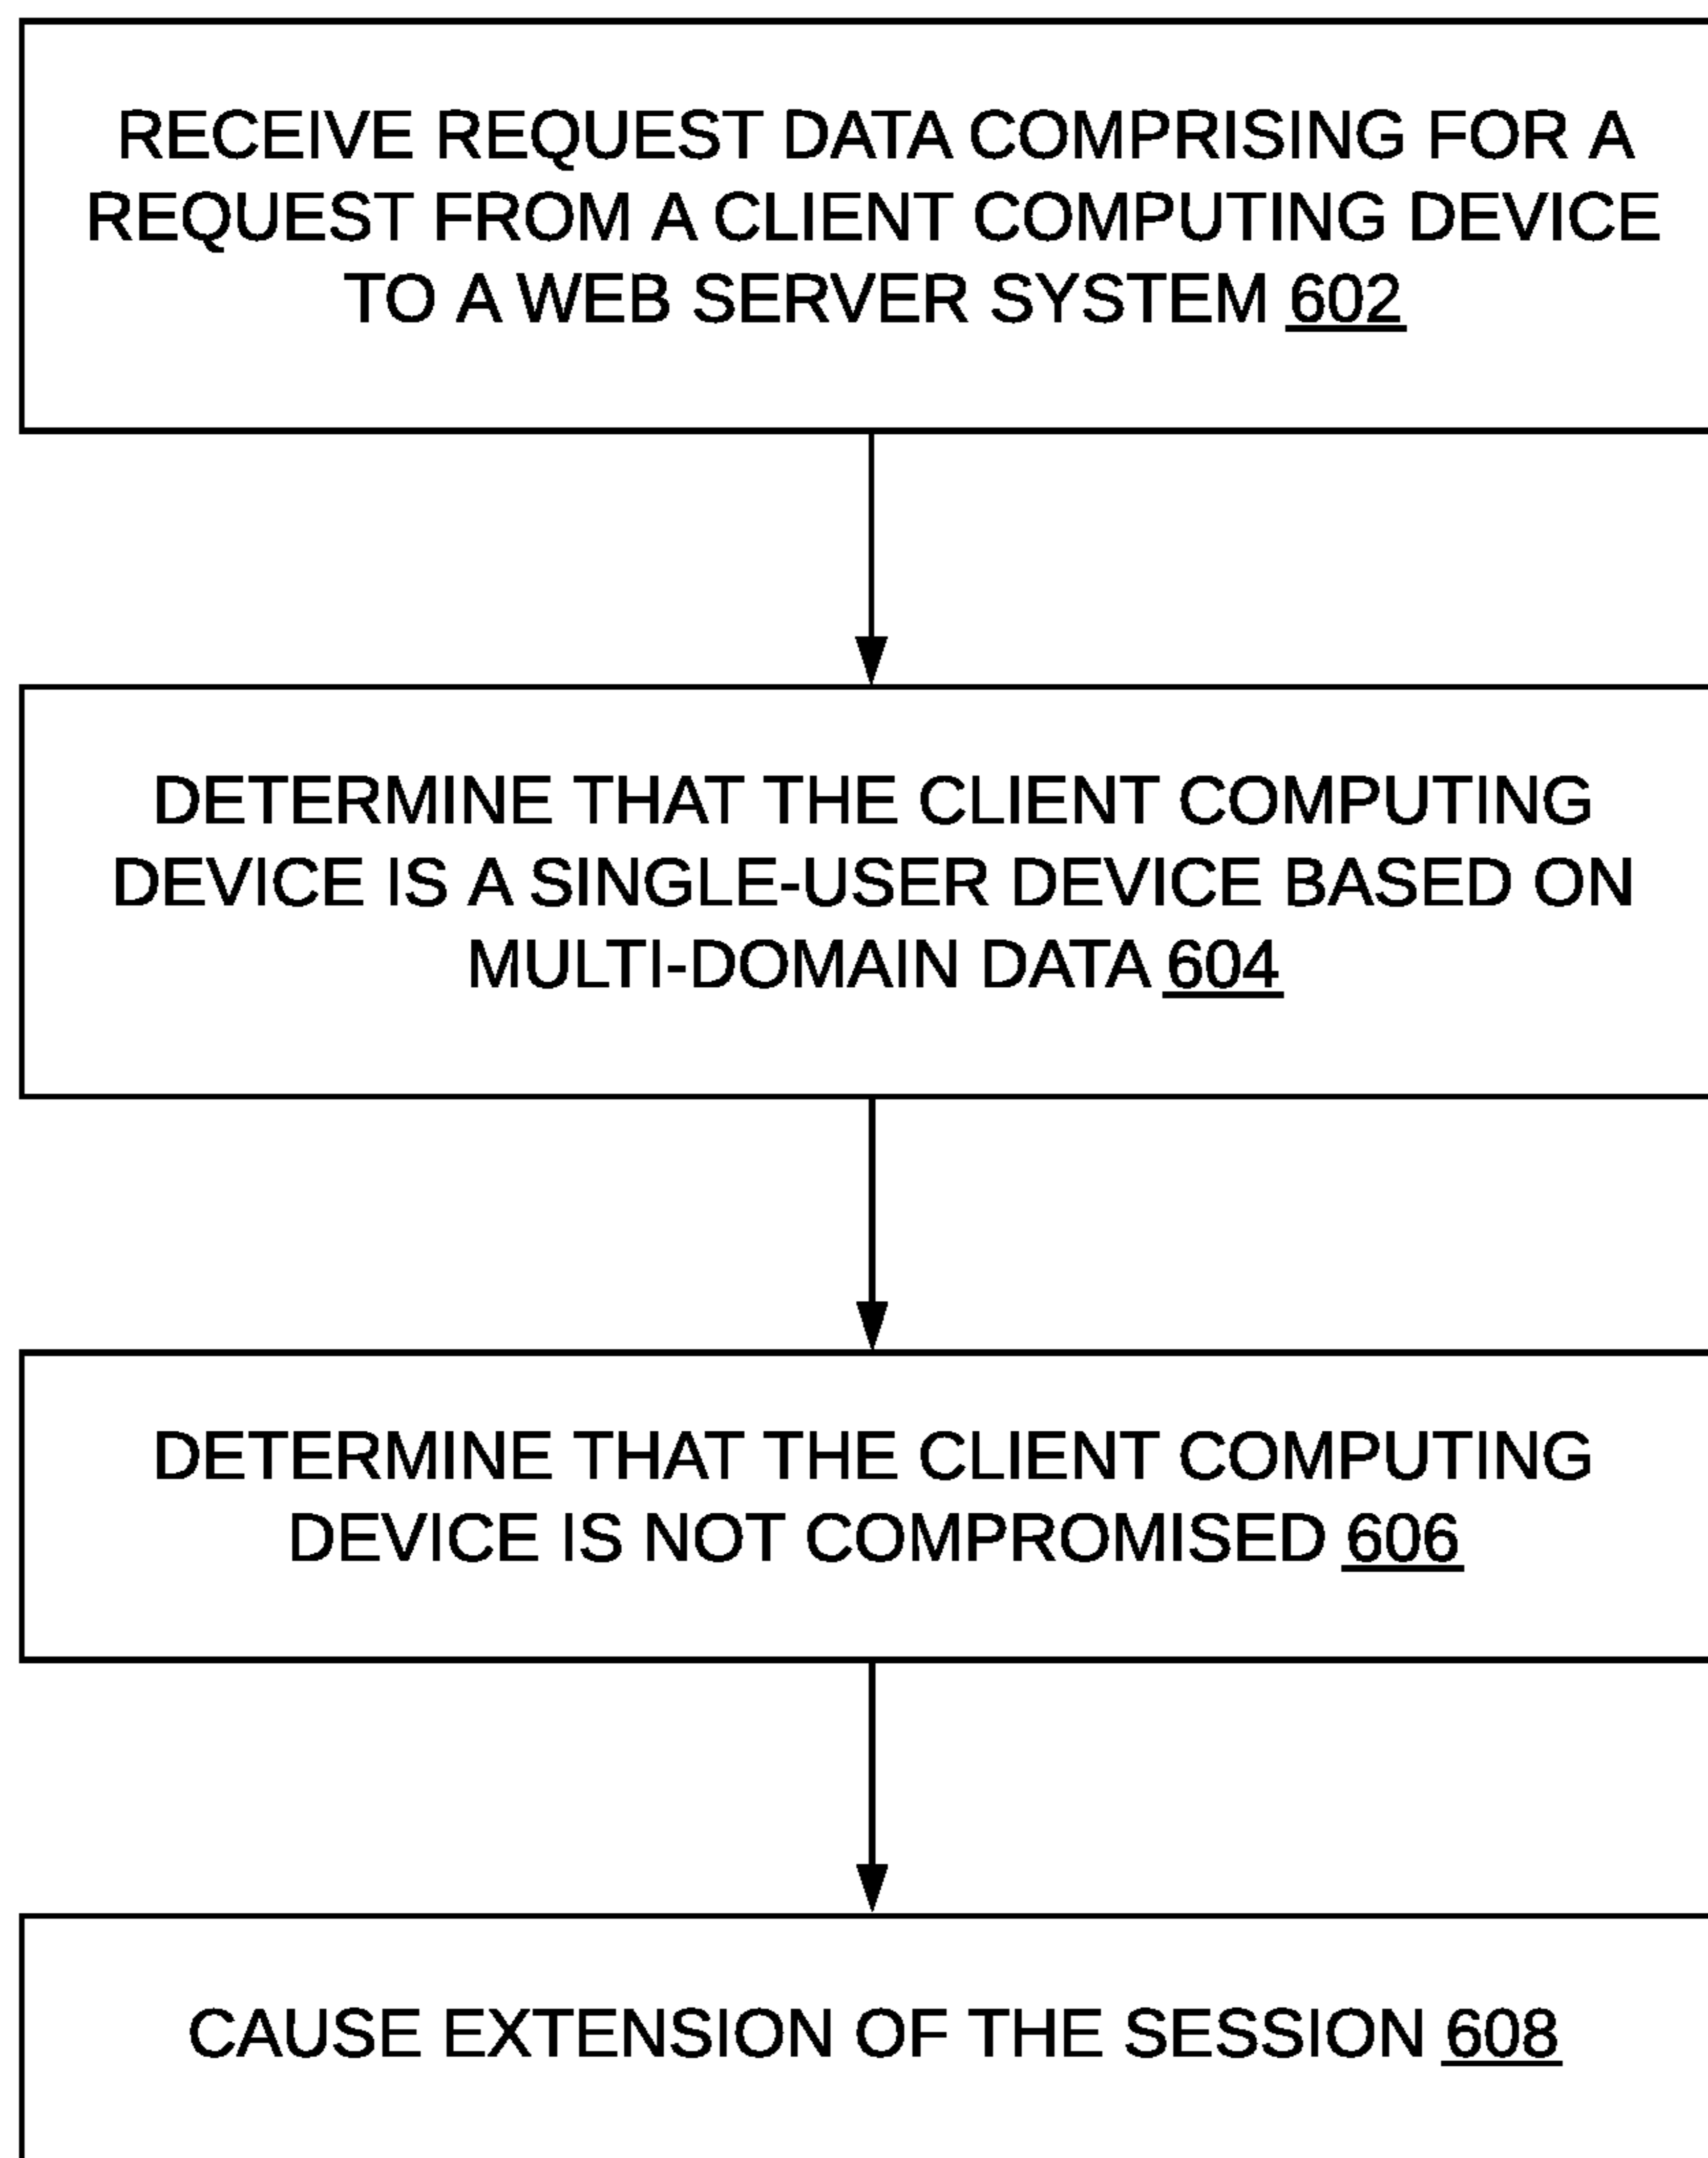 RECEIVE REQUEST DATA COMPRISING FOR A
REQUEST FROM A CLIENT COMPUTING DEVICE
TO A WEB SERVER SYSTEM 602
DETERMINE THAT THE CLIENT COMPUTING
DEVICE IS A SINGLE-USER DEVICE BASED ON
MULTI-DOMAIN DATA 604
DETERMINE THAT THE CLIENT COMPUTING
DEVICE IS NOT COMPROMISED 606
CAUSE EXTENSION OF THE SESSION 608